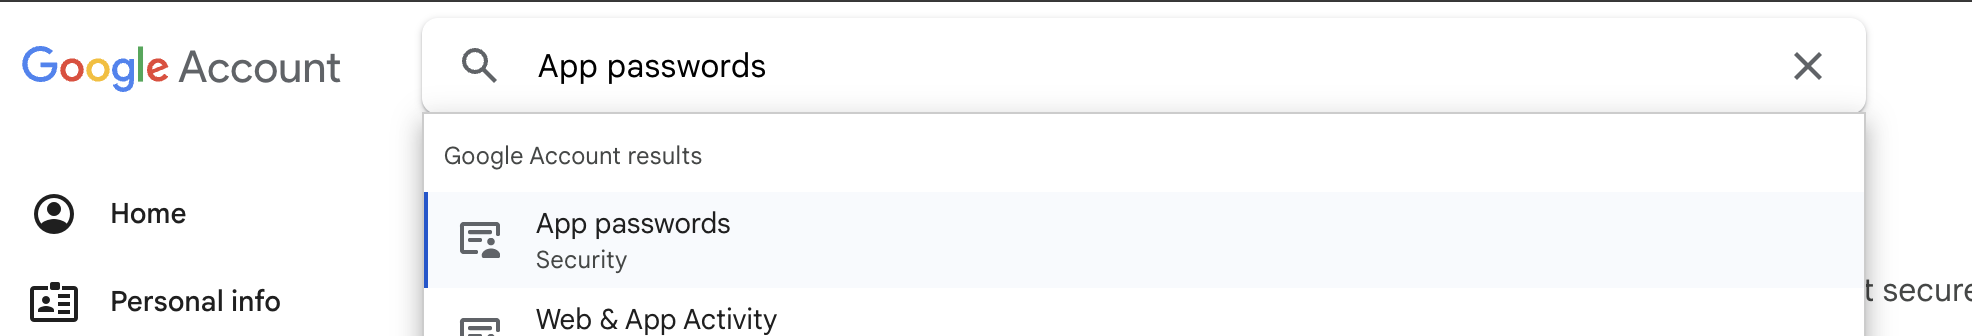 Google Account
App passwords
Google Account results
Home
App passwords
Security
Personal info
Web & App Activity
t secure